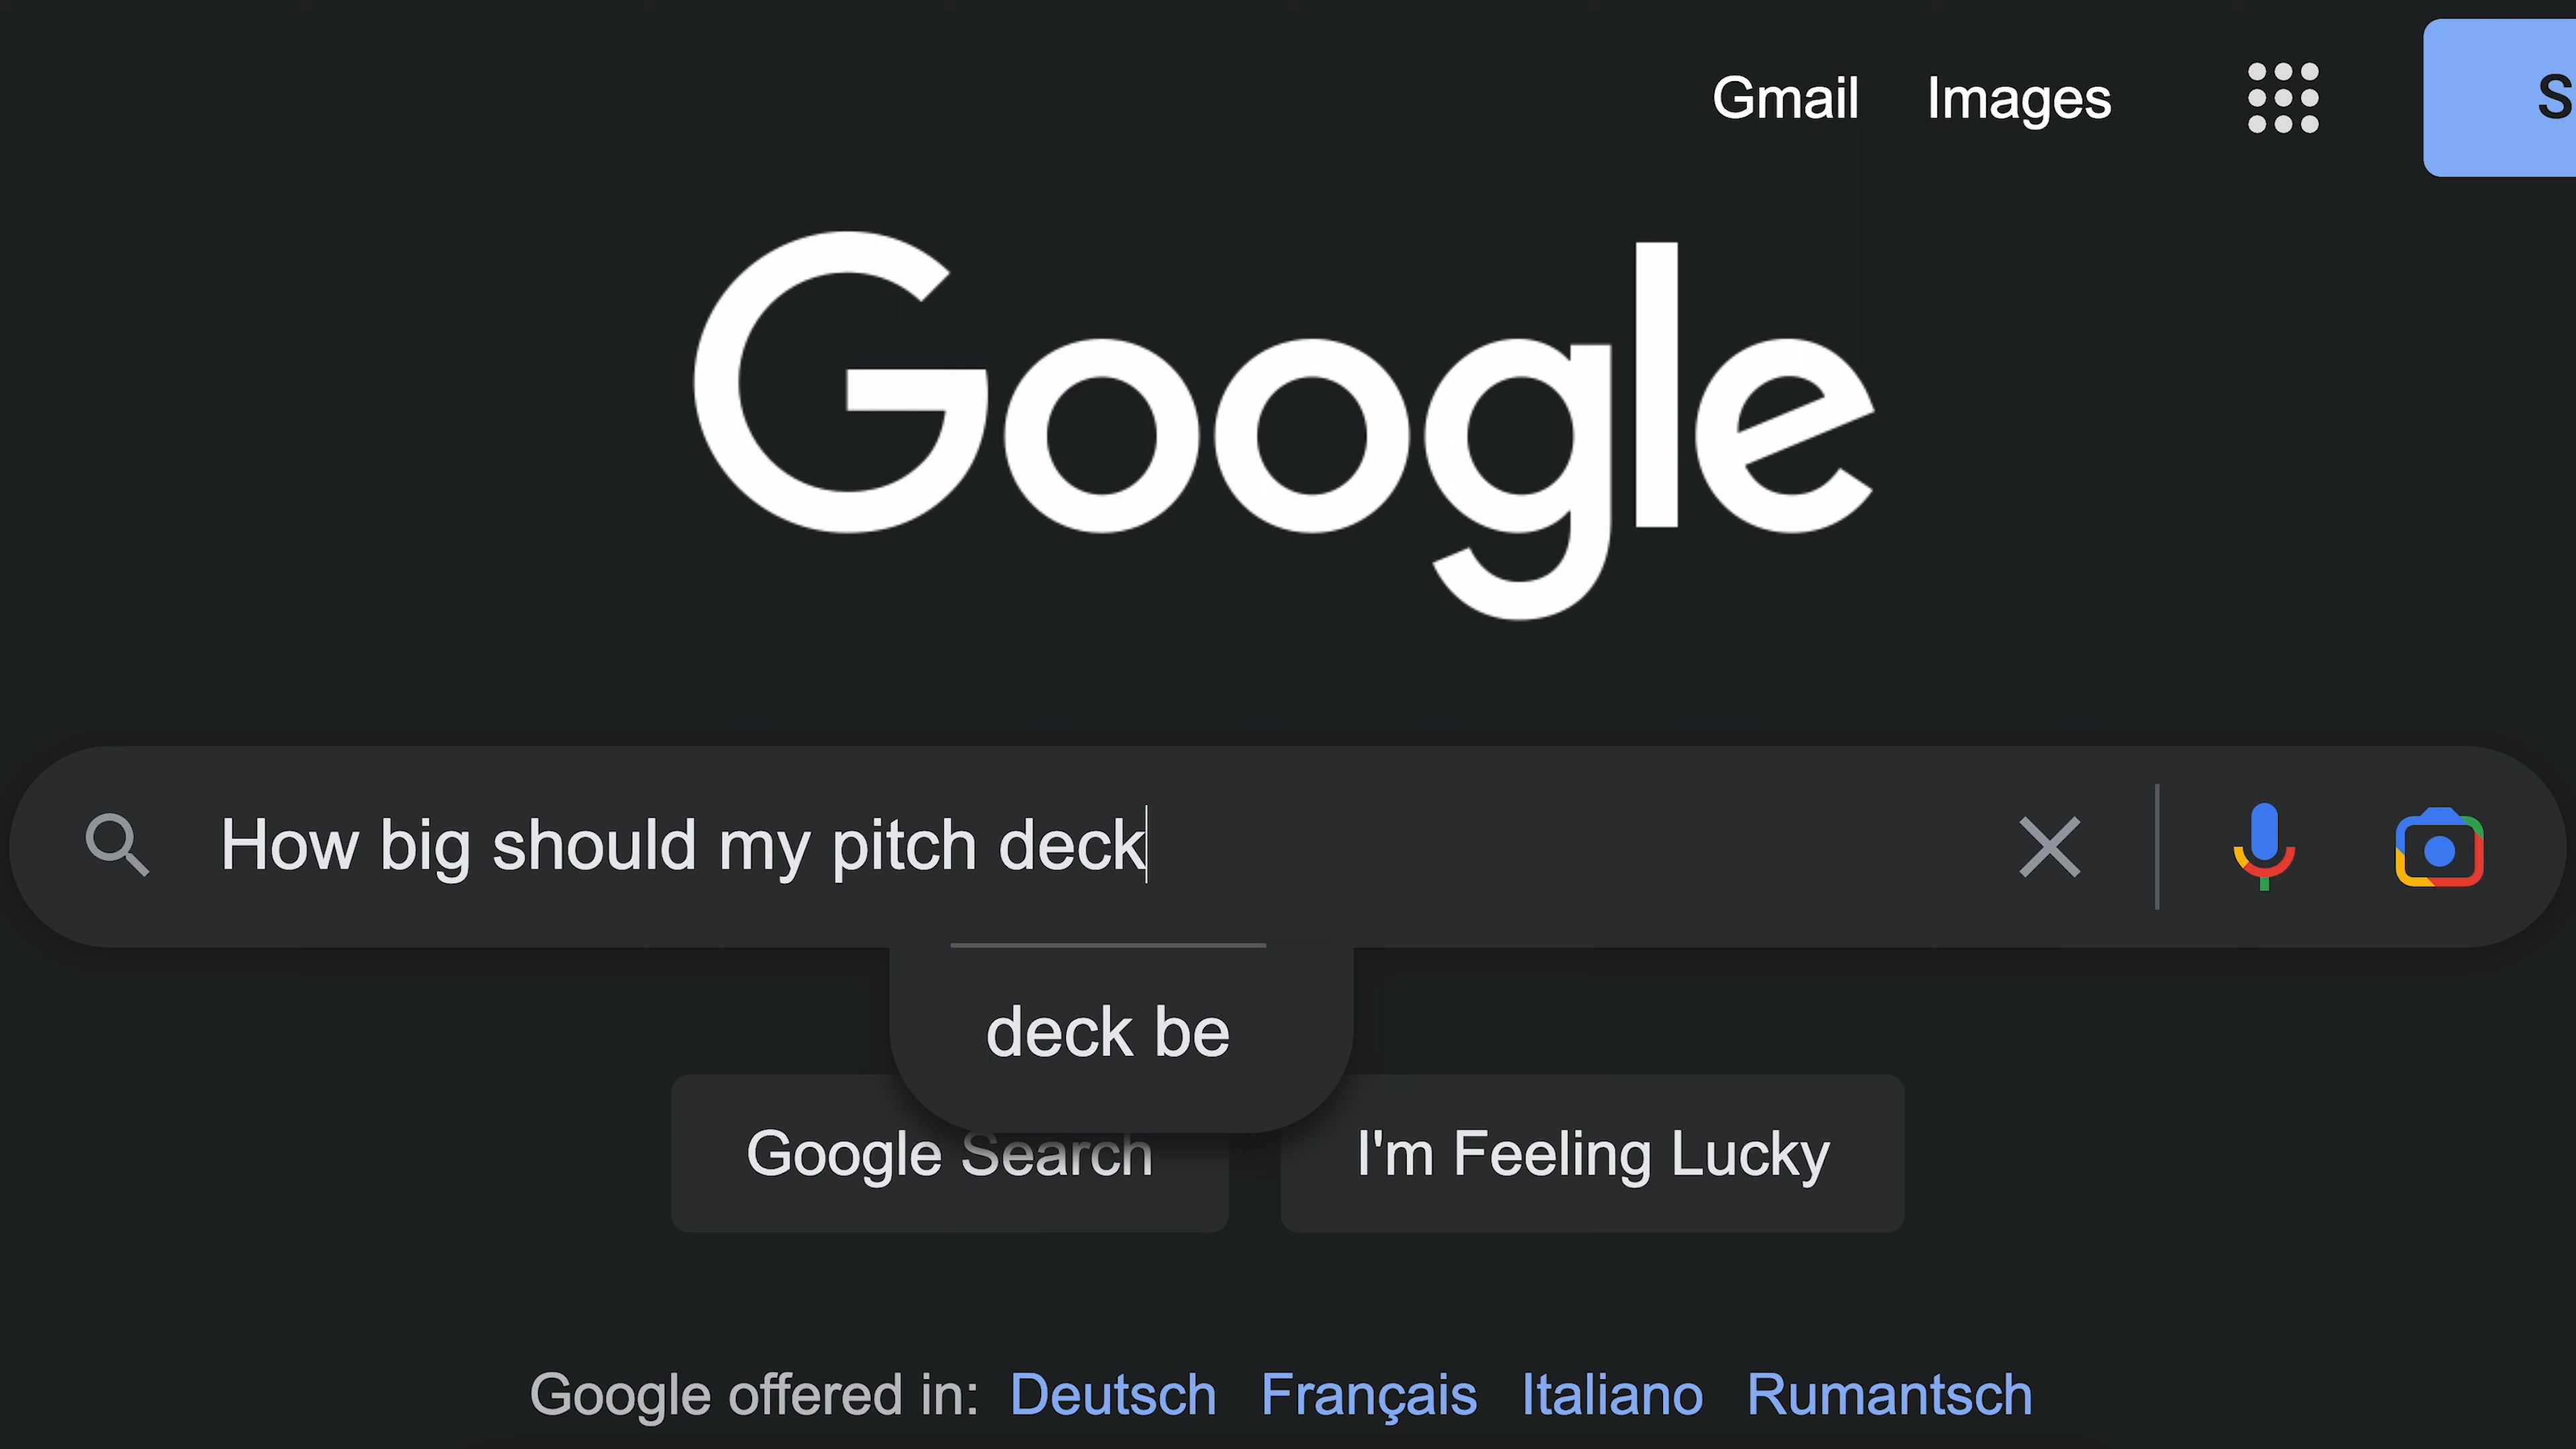 Gmail Images S
Google
How big should my pitch deck
deck be
Google Search I'm Feeling Lucky
Google offered in: Deutsch Français Italiano Rumantsch